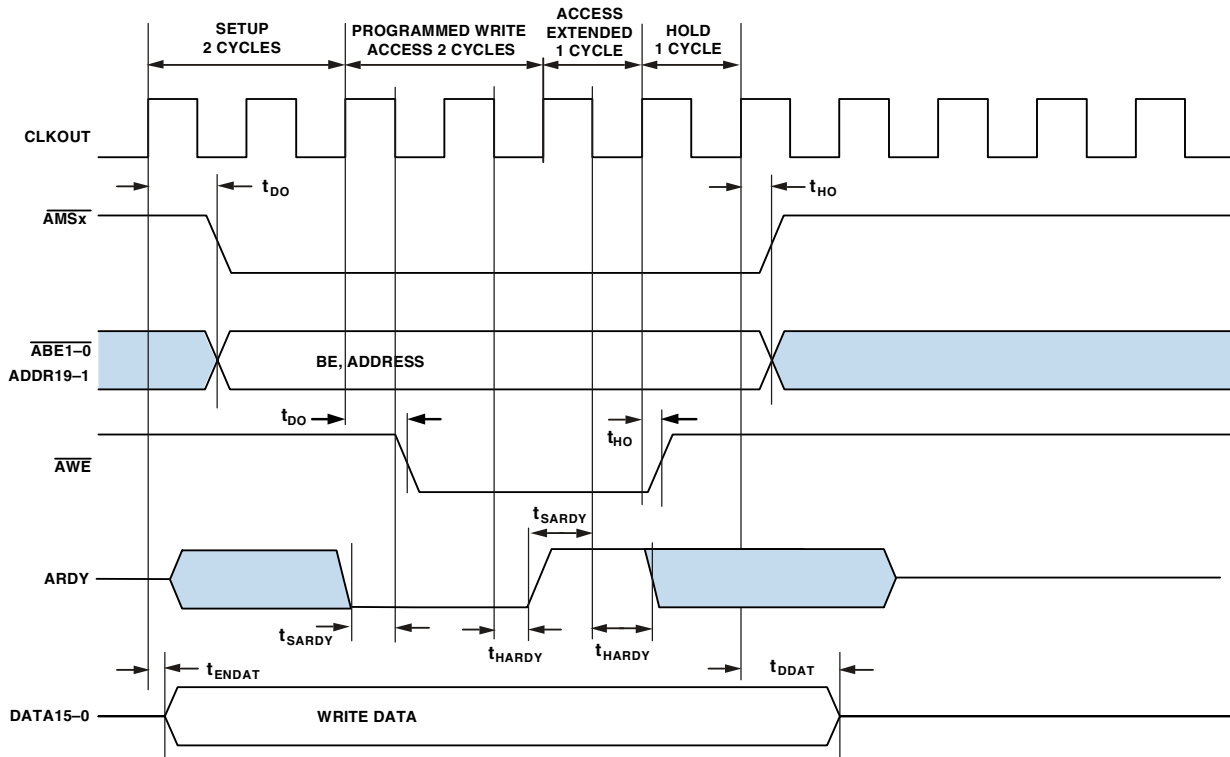 SETUP
2 CYCLES
PROGRAMMED WRITE
ACCESS 2 CYCLES
ACCESS
EXTENDED
1 CYCLE
HOLD
1 CYCLE
CLKOUT
tDO
tHO
AMSx
ABE1–0
ADDR19–1
BE, ADDRESS
tDO
tHO
AWE
tSARDY
ARDY
tSARDY
tHARDY
tHARDY
tENDAT
tDDAT
DATA15–0
WRITE DATA